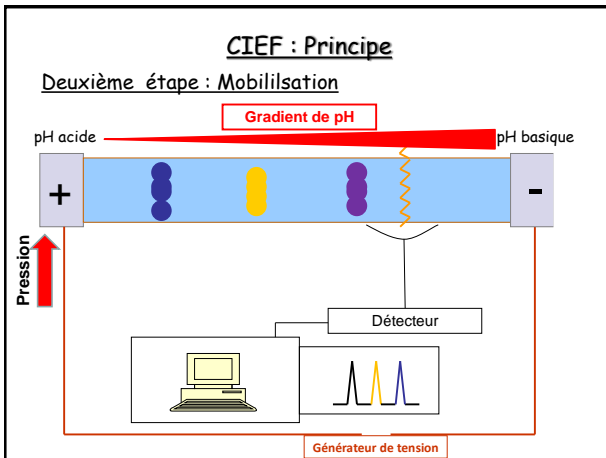 CIEF : Principe
Deuxième étape : Mobililsation
Gradient de pH
pH acide
pH basique
+
-
Pression
Détecteur
Générateur de tension